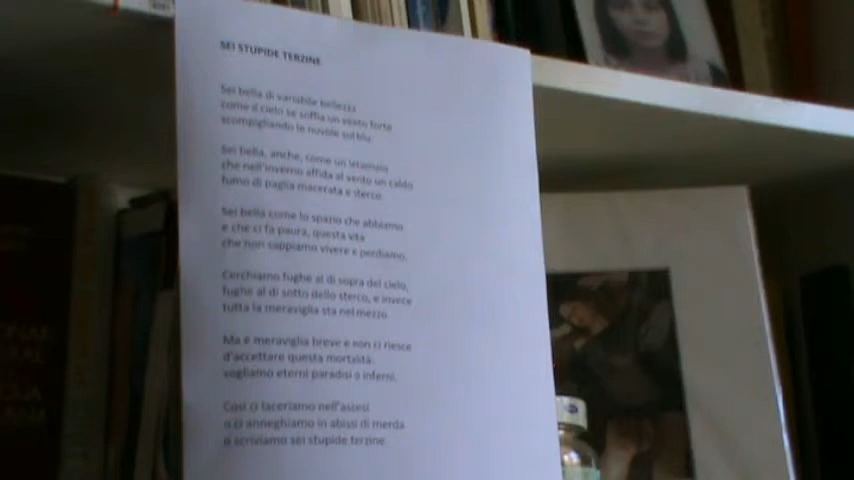 SEI STUPIDE TERZINE
Sei bella di variabile bellezza
come il cielo se soffia un vento forte
scompigliando le nuvole sul blu.
Sei bella, anche, come un letamaio
che nell'inverno affida al vento un caldo
fumo di paglia macerata e sterco.
Sei bella come lo spazio che abbiamo
e che ci fa paura, questa vita
che non sappiamo vivere e perdiamo.
Cerchiamo fughe al di sopra del cielo,
fughe al di sotto dello sterco, e invece
tutta la meraviglia sta nel mezzo.
Ma è meraviglia breve e non ci riesce
d'accettare questa mortalità:
vogliamo eterni paradisi o inferni.
Così ci laceriamo nell'ascesi
o ci anneghiamo in abissi di merda
o scriviamo sei stupide terzine.